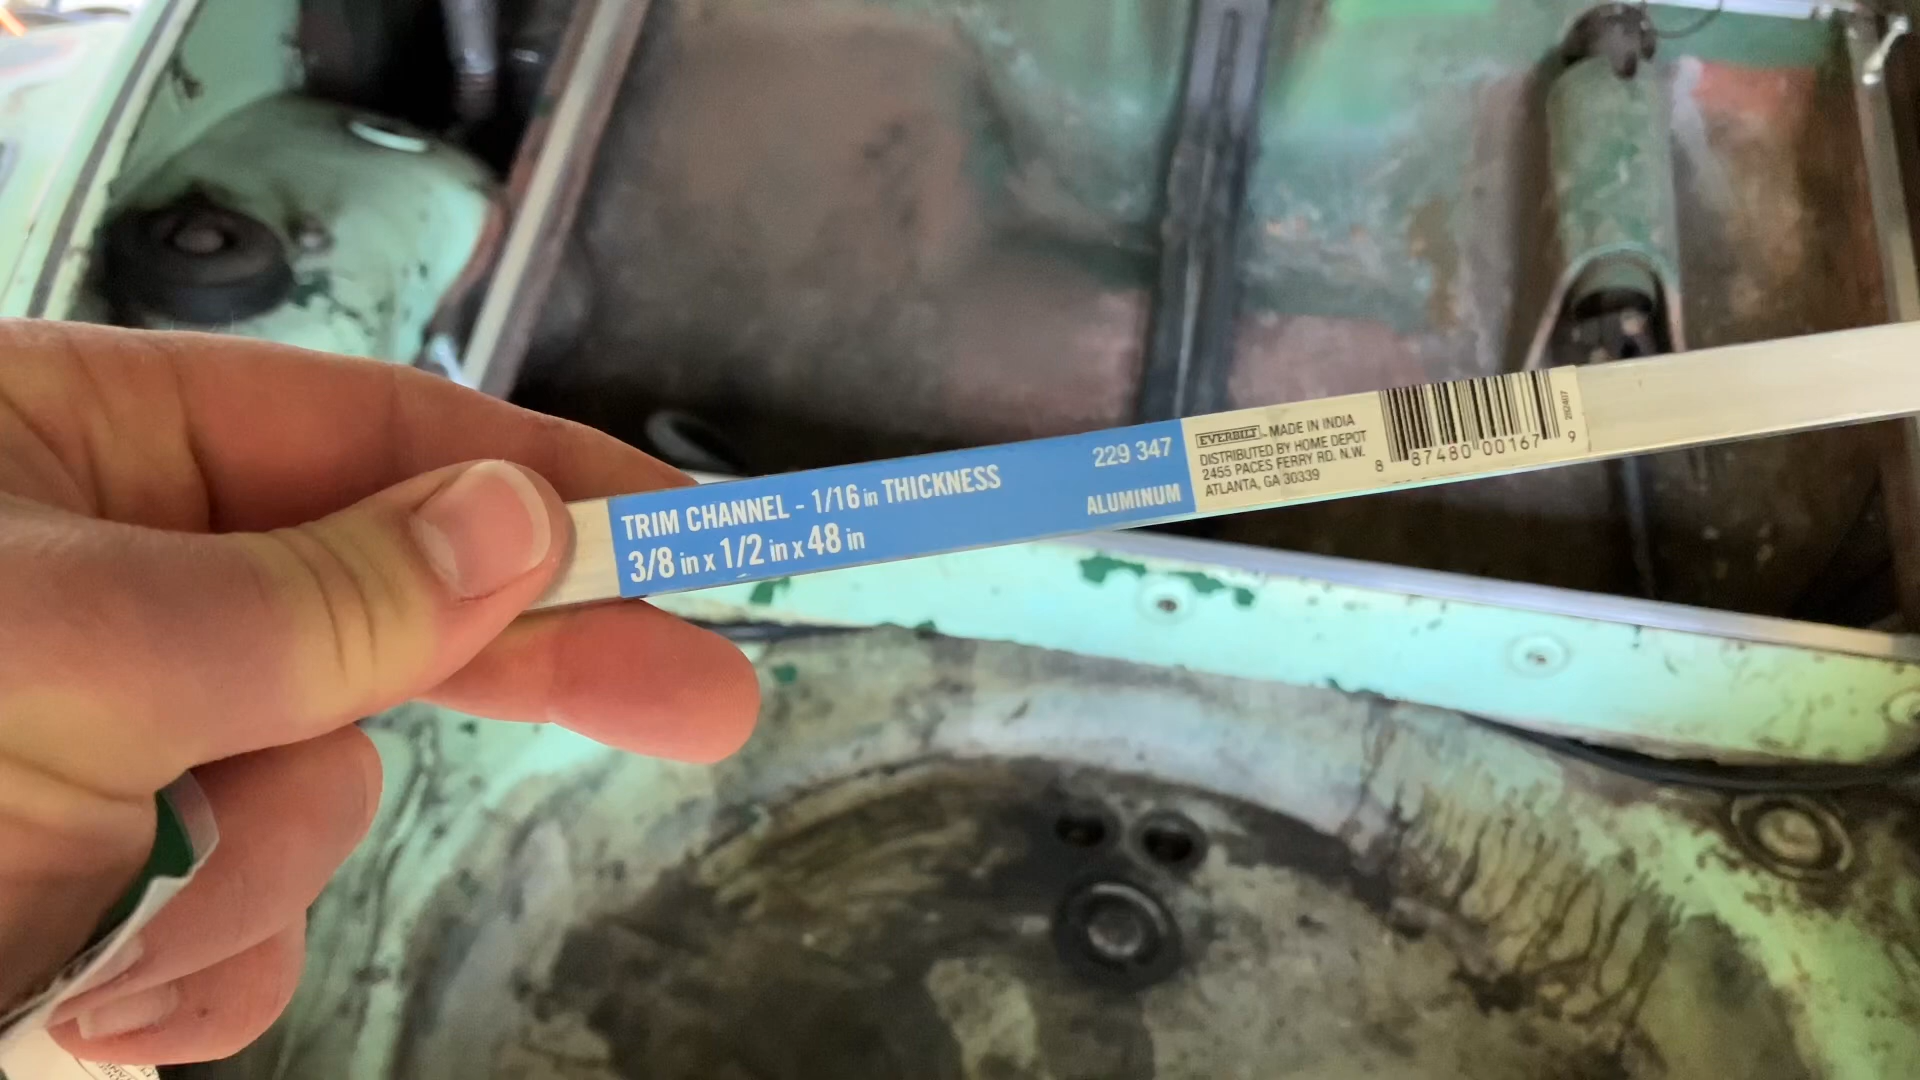 TRIM CHANNEL - 1/16 in THICKNESS
3/8 in x 1/2 in x 48 in
229 347
ALUMINUM
EVERBILT™ MADE IN INDIA
DISTRIBUTED BY HOME DEPOT
2455 PACES FERRY RD. N.W.
ATLANTA, GA 30339
8 87480 00167 9